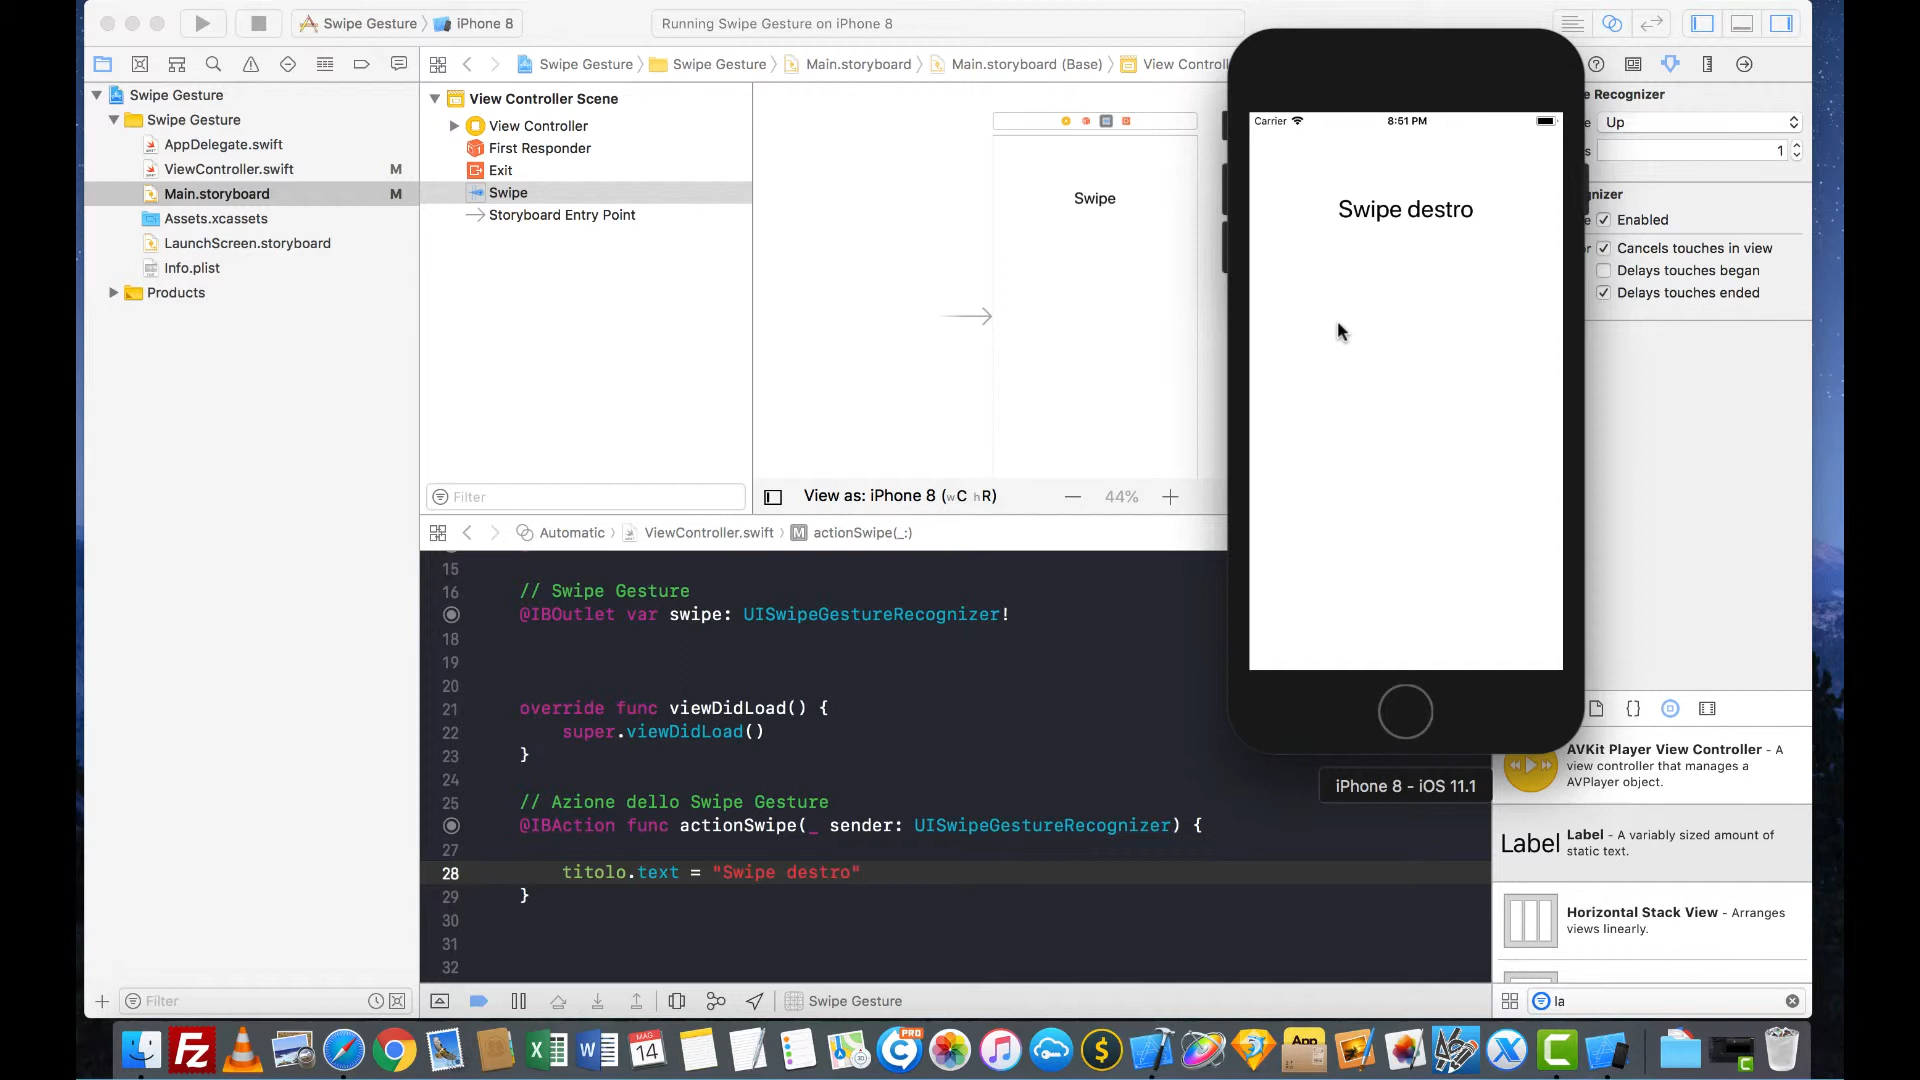 Swipe Gesture 〉 iPhone 8
Running Swipe Gesture on iPhone 8
Swipe Gesture 〉 Swipe Gesture 〉 Main.storyboard 〉 Main.storyboard (Base) 〉 View Controll
Swipe Gesture
Swipe Gesture
AppDelegate.swift
ViewController.swift M
Main.storyboard M
Assets.xcassets
LaunchScreen.storyboard
Info.plist
Products
Filter
View Controller Scene
View Controller
First Responder
Exit
Swipe
Storyboard Entry Point
Filter
Swipe
View as: iPhone 8 (wC hR)
44%
Carrier 8:51 PM
Swipe destro
iPhone 8 - iOS 11.1
e Recognizer
e Up
s 1
gnizer
e Enabled
or Cancels touches in view
Delays touches began
Delays touches ended
Automatic 〉 ViewController.swift 〉 M actionSwipe(_:)
15
16 // Swipe Gesture
@IBOutlet var swipe: UISwipeGestureRecognizer!
18
19
20
21 override func viewDidLoad() {
22 super.viewDidLoad()
23 }
24
25 // Azione dello Swipe Gesture
@IBAction func actionSwipe(_ sender: UISwipeGestureRecognizer) {
27
28 titolo.text = "Swipe destro"
29 }
30
31
32
Swipe Gesture
AVKit Player View Controller - A
view controller that manages a
AVPlayer object.
Label
Label - A variably sized amount of
static text.
Horizontal Stack View - Arranges
views linearly.
la
Fz
PRO
MAG
14
App